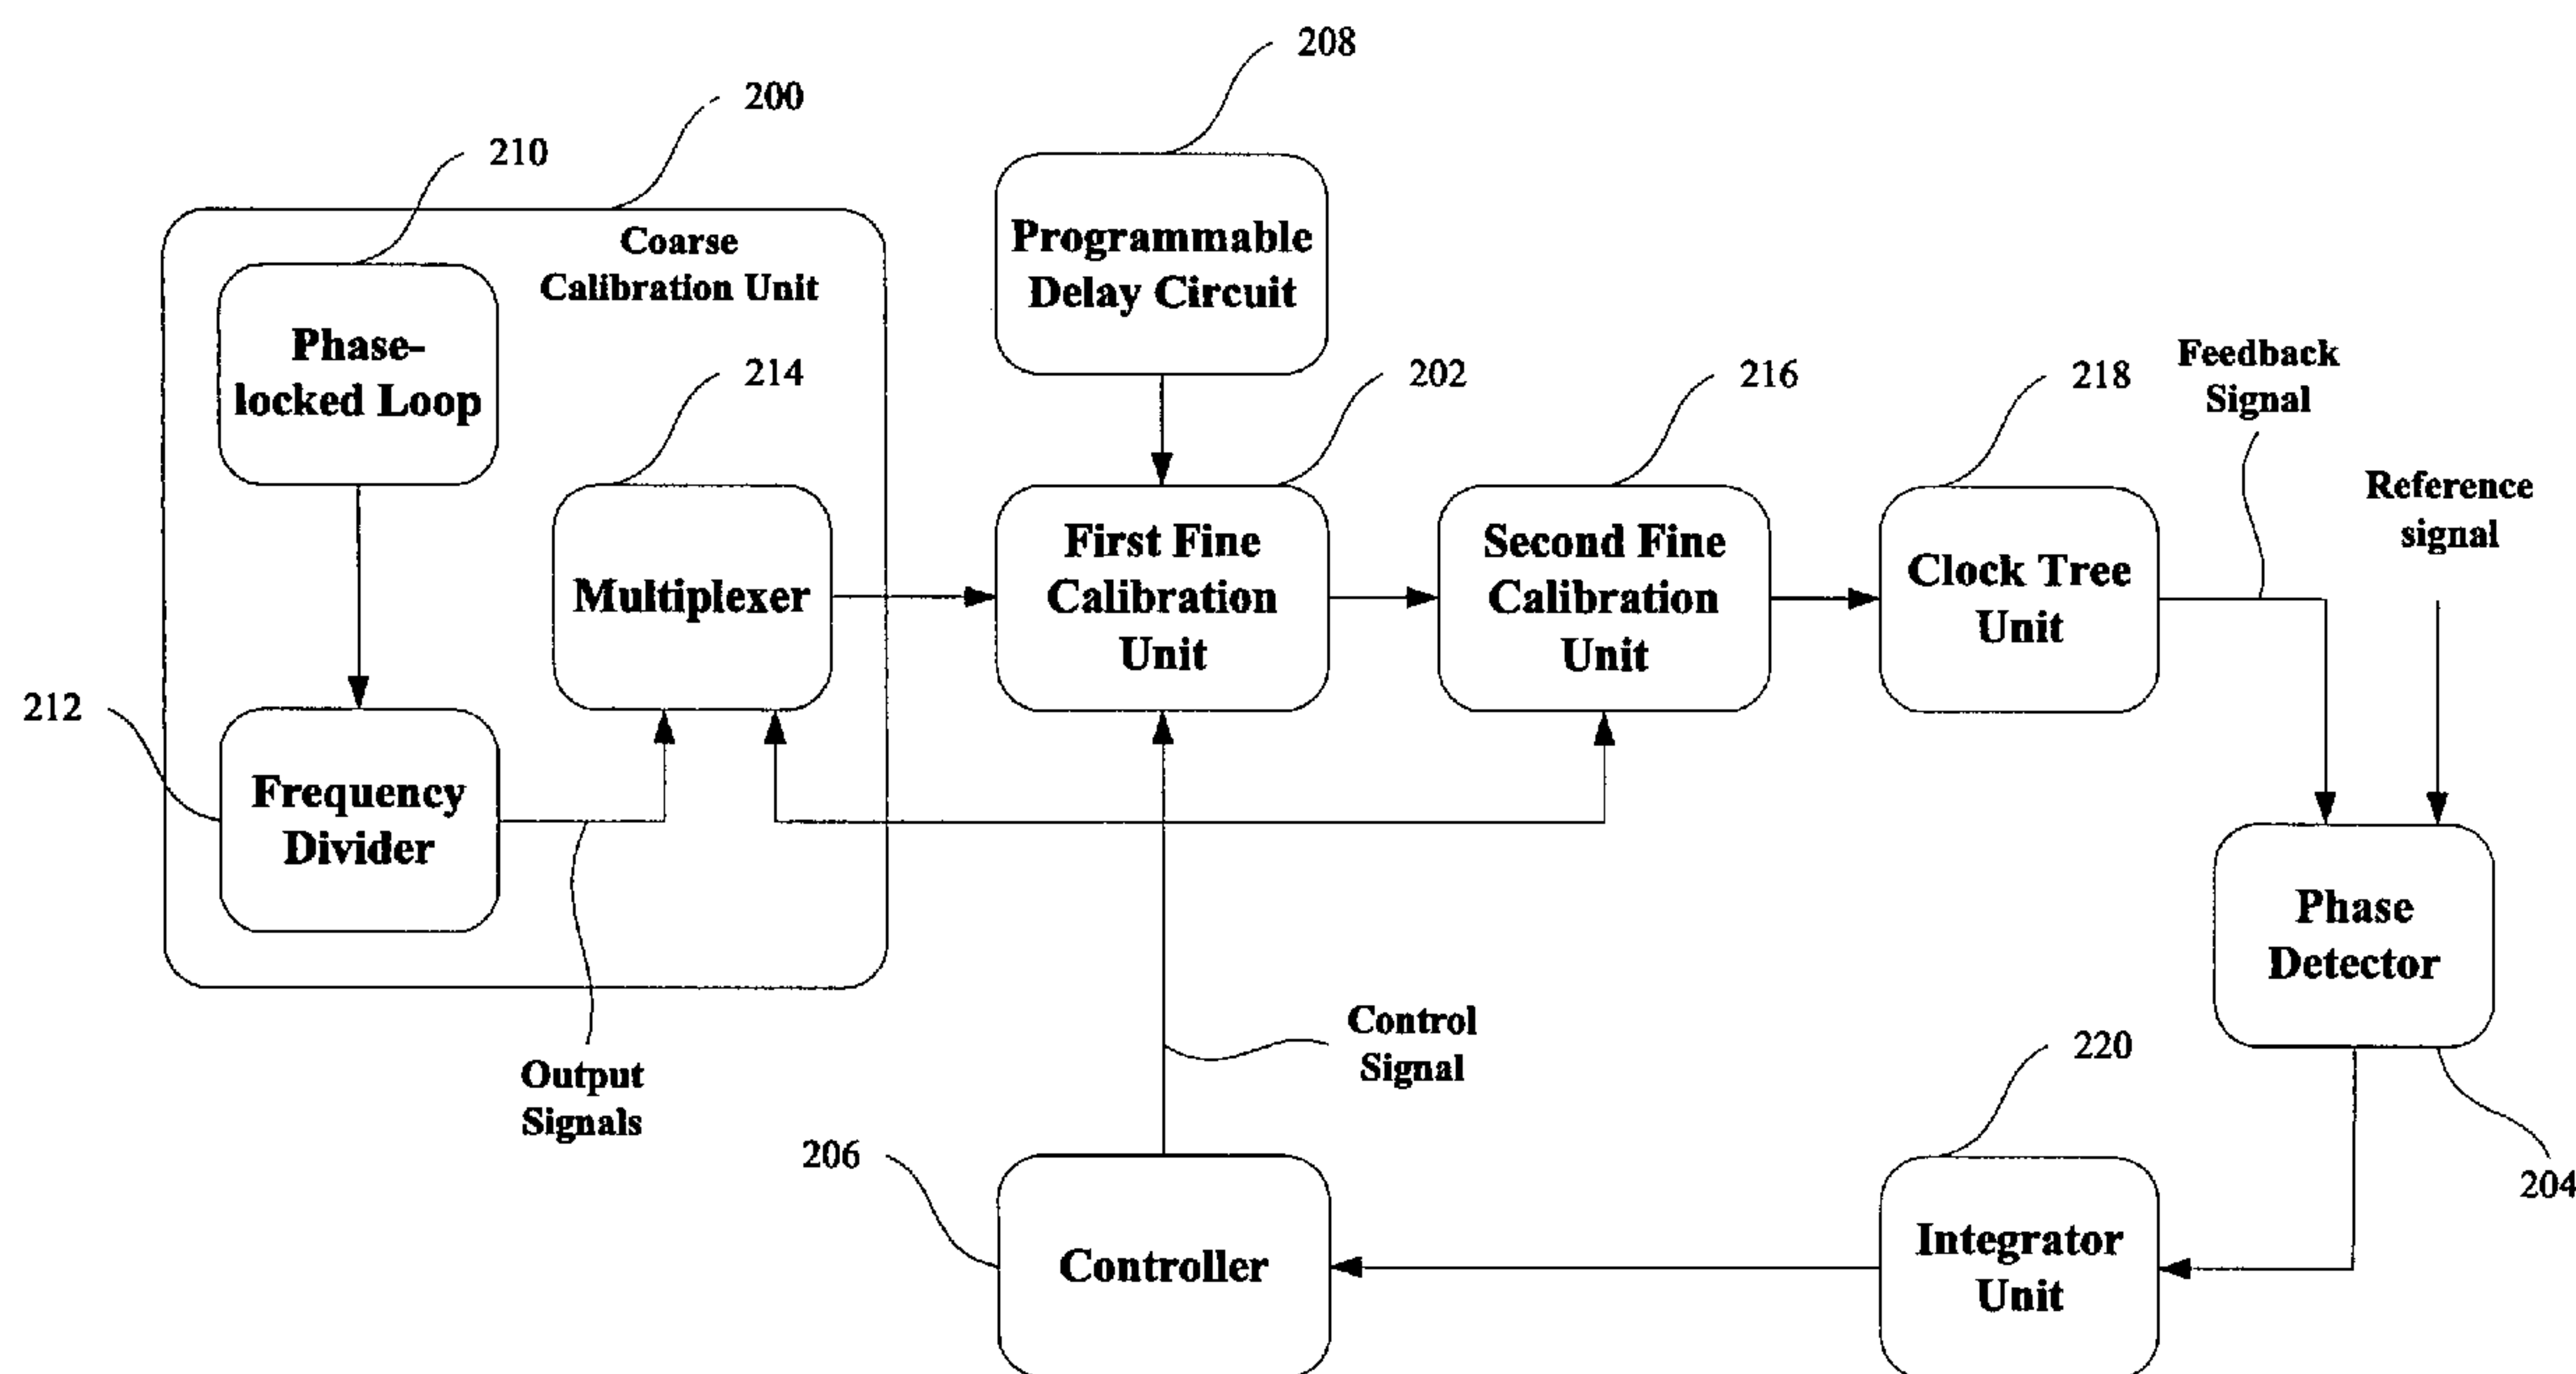 208
200
210
Coarse
Calibration Unit
Programmable
Delay Circuit
Phase-
locked Loop
214
202
216
218
Feedback
Signal
Reference
signal
Multiplexer
First Fine
Calibration
Unit
Second Fine
Calibration
Unit
Clock Tree
Unit
212
Frequency
Divider
Phase
Detector
Output
Signals
Control
Signal
220
206
204
Controller
Integrator
Unit